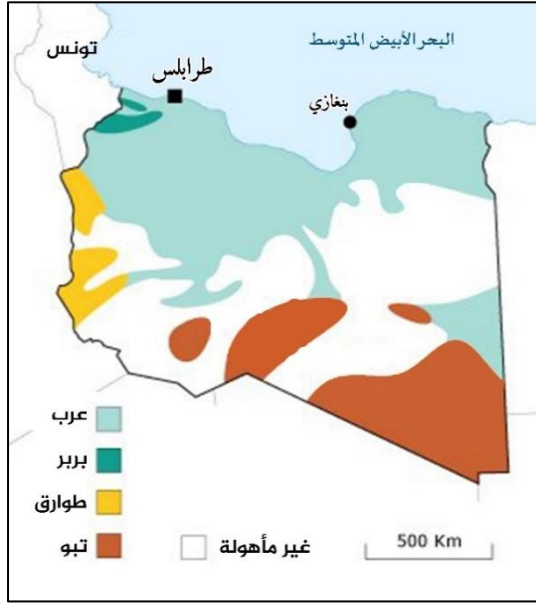 البحر الأبيض المتوسط
تونس
طرابلس
بنغازي
عرب
بربر
طوارق
تبو
غير مأهولة
500 Km